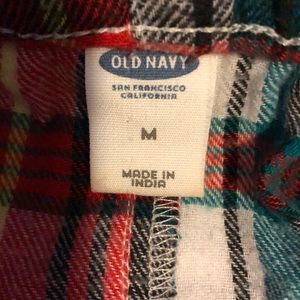 OLD NAVY
SAN FRANCISCO
CALIFORNIA
M
MADE IN
INDIA